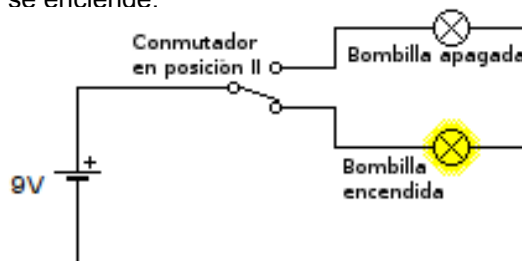 se enciende.
Conmutador
en posición II
Bombilla apagada
+
9V
Bombilla
encendida